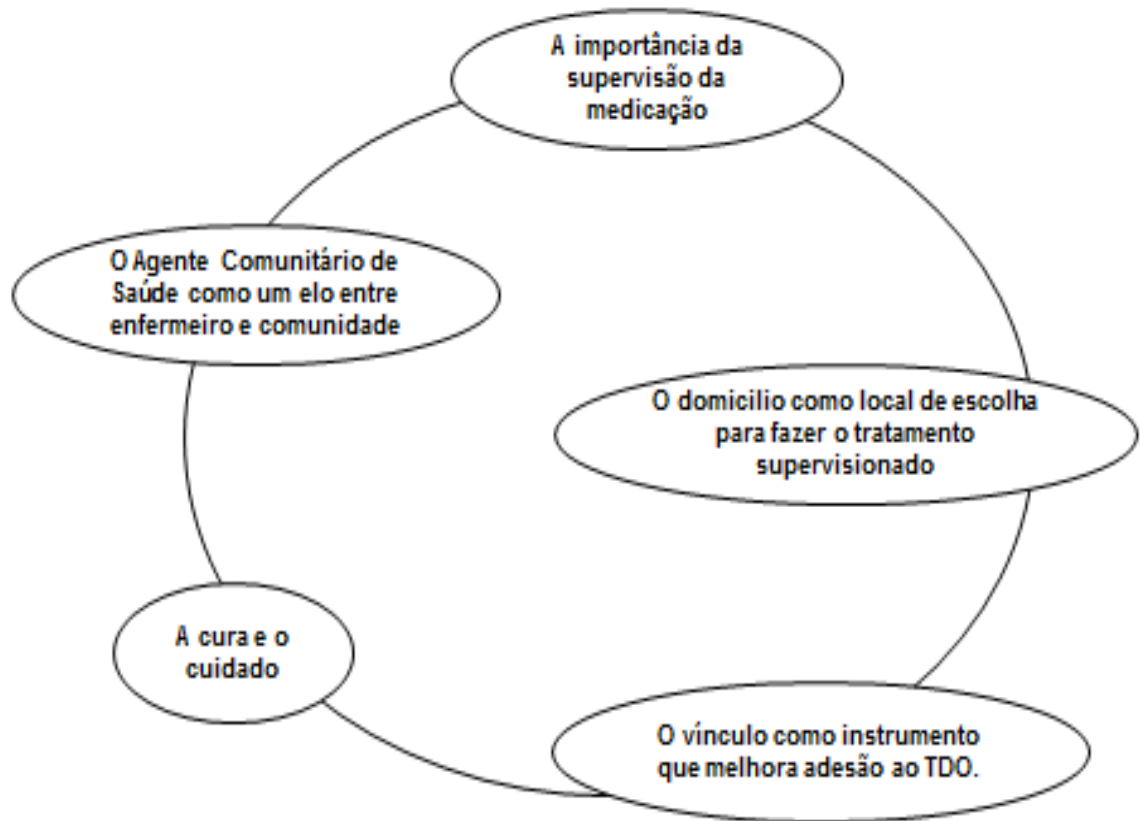 A importância da
supervisão da
medicação
O Agente Comunitário de
Saúde como um elo entre
enfermeiro e comunidade
O domicilio como local de escolha
para fazer o tratamento
supervisionado
A cura e o
cuidado
O vínculo como instrumento
que melhora adesão ao TDO.